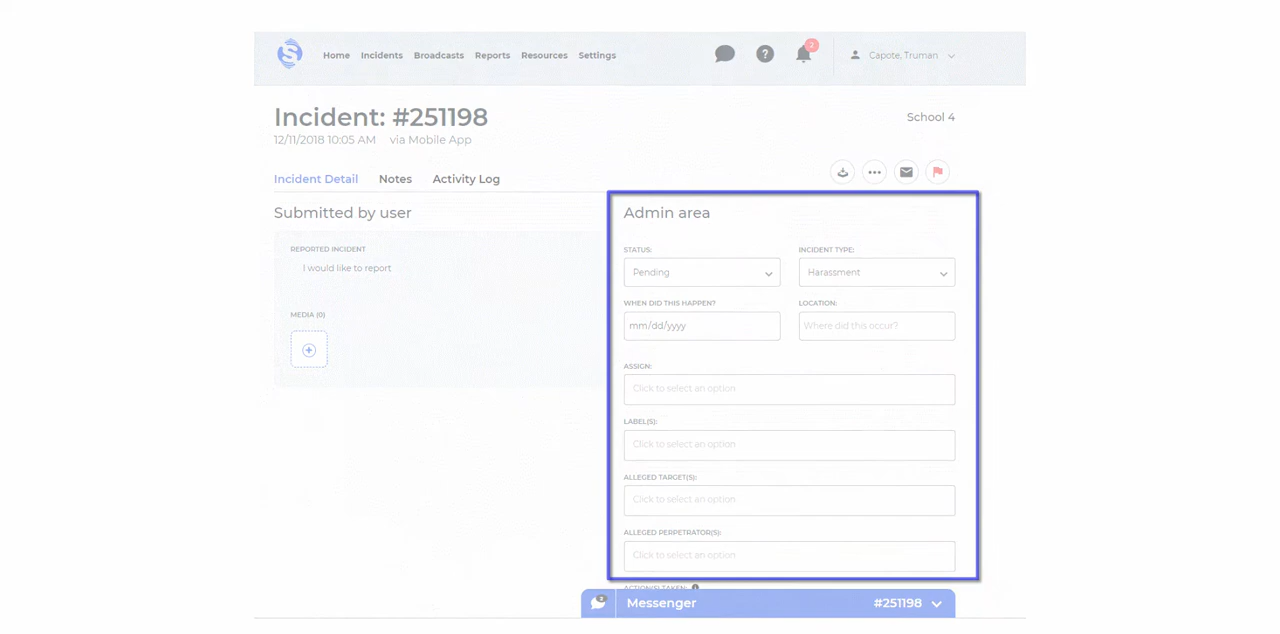 Home Incidents Broadcasts Reports Resources Settings 2 Capote, Truman
Incident: #251198
School 4
12/11/2018 10:05 AM via Mobile App
Incident Detail Notes Activity Log
Submitted by user
REPORTED INCIDENT
I would like to report
MEDIA (0)
Admin area
STATUS: INCIDENT TYPE:
Pending Harassment
WHEN DID THIS HAPPEN? LOCATION:
mm/dd/yyyy Where did this occur?
ASSIGN:
Click to select an option
LABEL(S):
Click to select an option
ALLEGED TARGET(S):
Click to select an option
ALLEGED PERPETRATOR(S):
Click to select an option
ACTION(S) TAKEN:
Messenger #251198